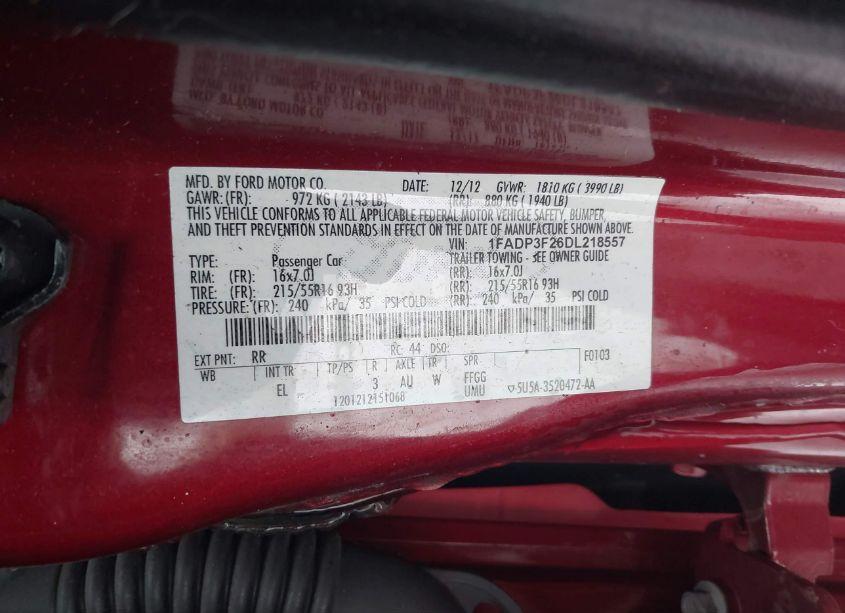 MFD. BY FORD MOTOR CO. DATE: 12/12 GVWR: 1810 KG ( 3990 LB)
GAWR: (FR): 972 KG ( 2143 LB) (RR): 880 KG ( 1940 LB)
THIS VEHICLE CONFORMS TO ALL APPLICABLE FEDERAL MOTOR VEHICLE SAFETY, BUMPER,
AND THEFT PREVENTION STANDARDS IN EFFECT ON THE DATE OF MANUFACTURE SHOWN ABOVE.
VIN: 1FADP3F26DL218557
TYPE: Passenger Car TRAILER TOWING - SEE OWNER GUIDE
RIM: (FR): 16x7.0J (RR): 16x7.0J
TIRE: (FR): 215/55R16 93H (RR): 215/55R16 93H
PRESSURE: (FR): 240 kPa/ 35 PSI COLD (RR): 240 kPa/ 35 PSI COLD
EXT PNT: RR RC: 44 DSO: F0103
WB INT TR TP/PS R AXLE TR SPR
EL 3 AU W FFGG
UMU
1201212151068 5U5A-3520472-AA